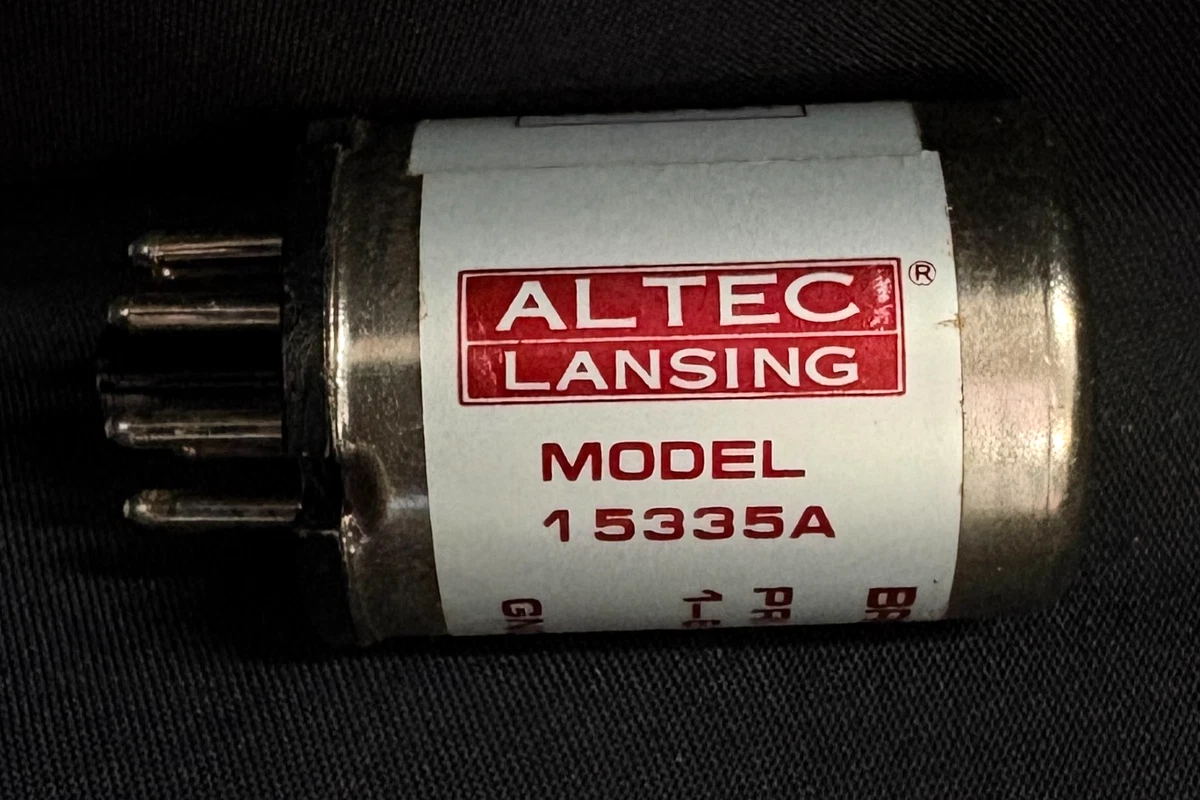 ALTEC ®
LANSING
MODEL
15335A